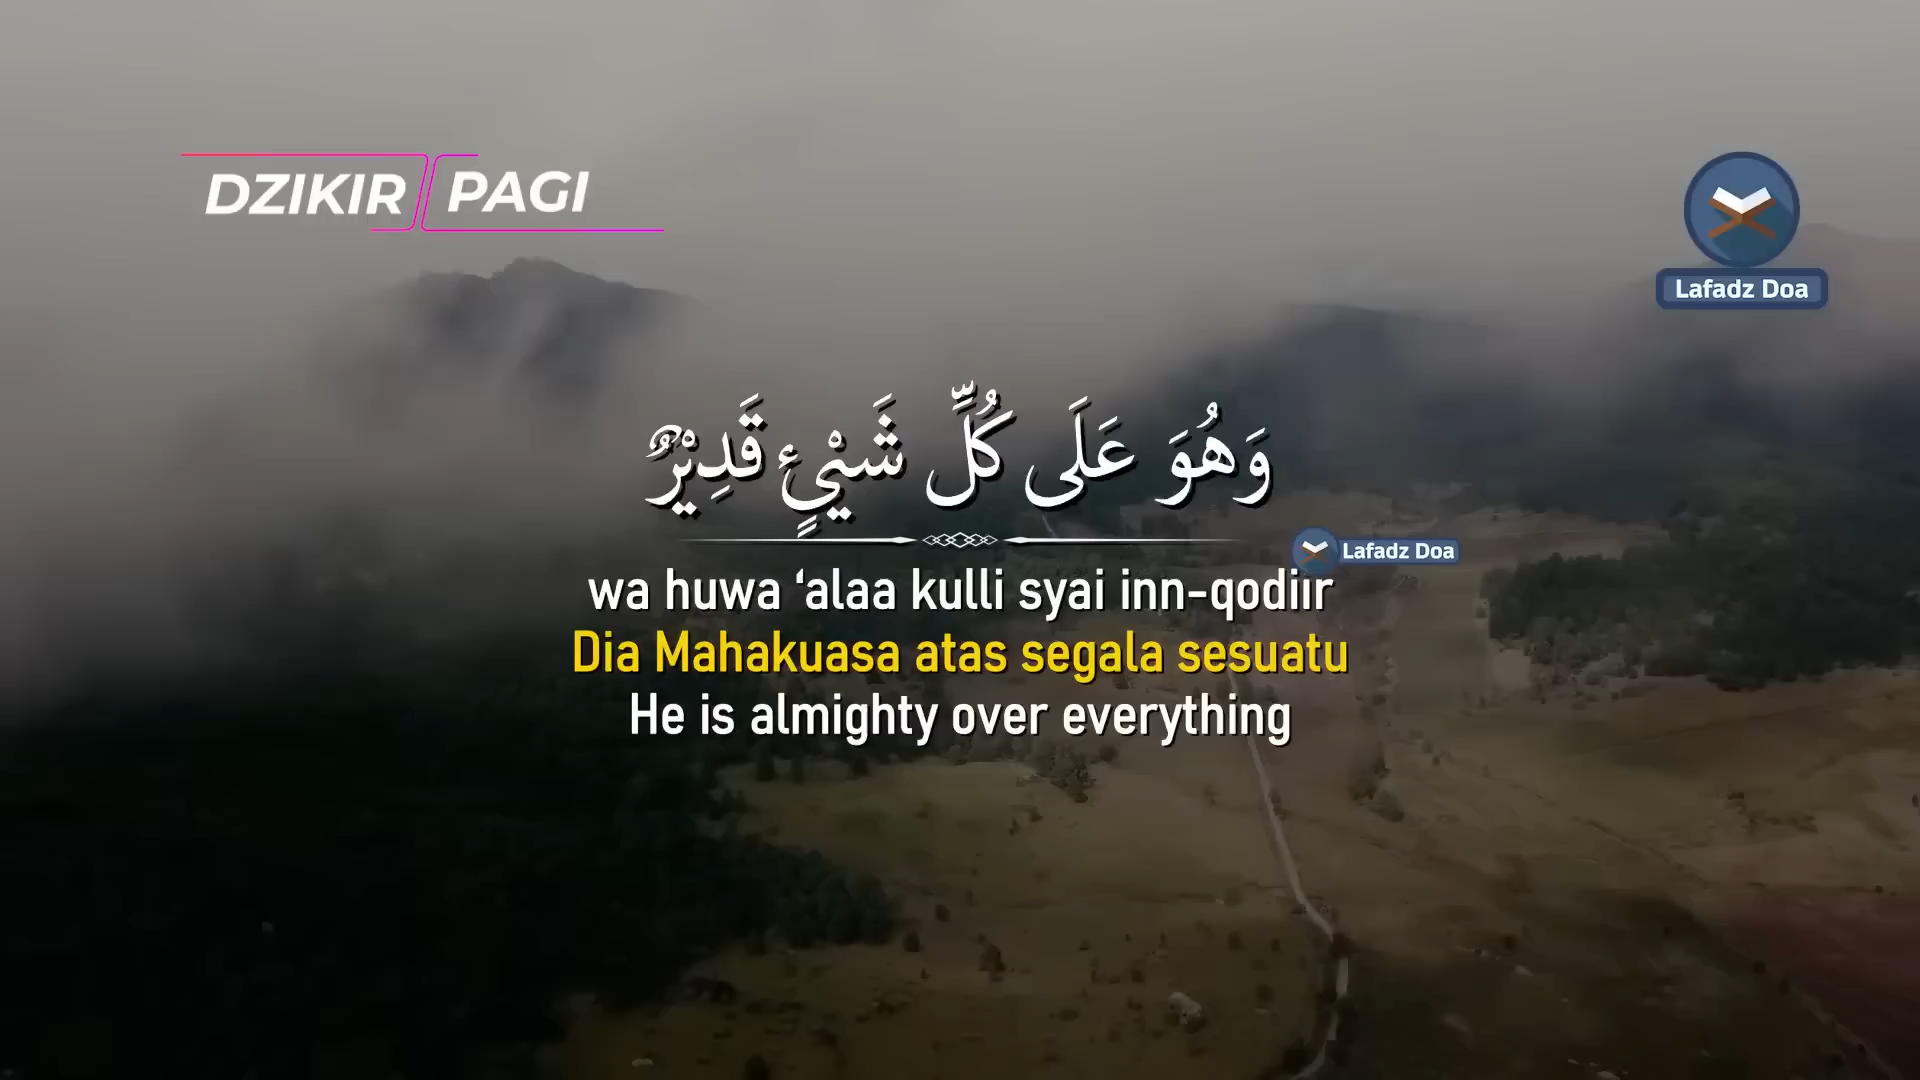 DZIKIR PAGI
Lafadz Doa
وَهُوَ عَلَى كُلِّ شَيْءٍ قَدِيْرٌ
Lafadz Doa
wa huwa ‘alaa kulli syai inn-qodiir
Dia Mahakuasa atas segala sesuatu
He is almighty over everything